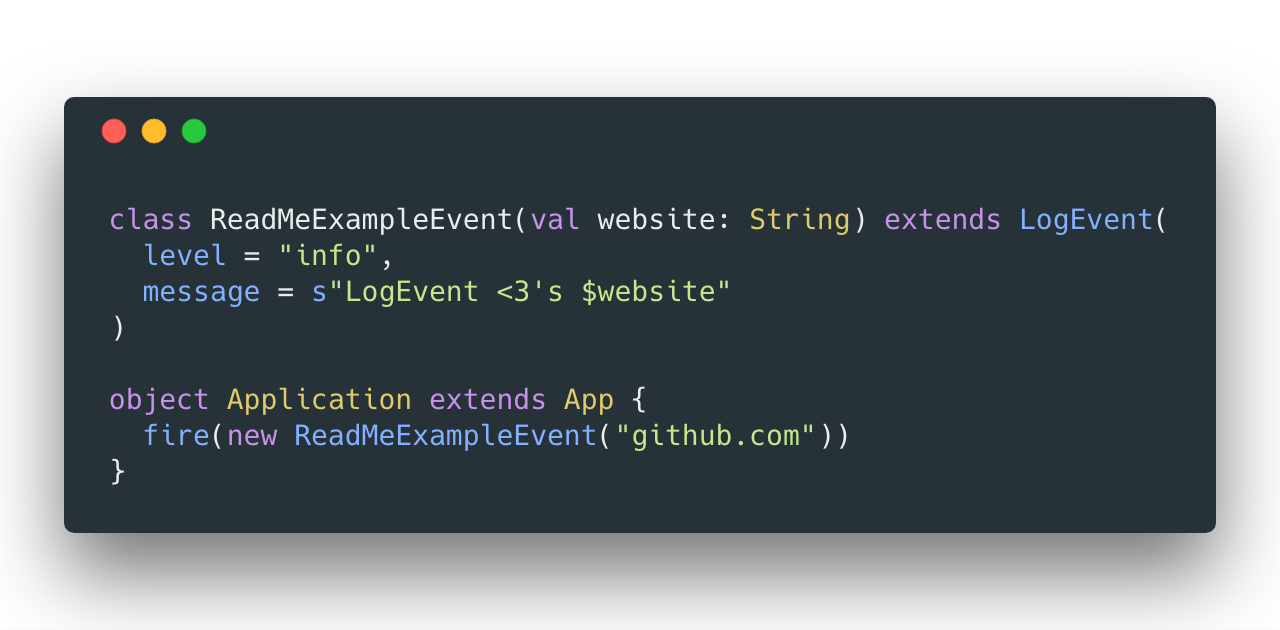 class ReadMeExampleEvent(val website: String) extends LogEvent(
  level = "info",
  message = s"LogEvent <3's $website"
)

object Application extends App {
  fire(new ReadMeExampleEvent("github.com"))
}